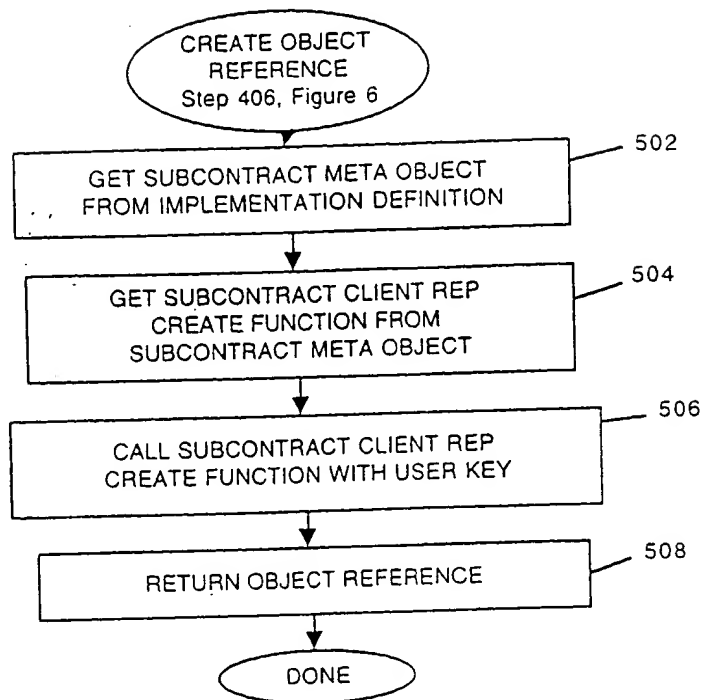 CREATE OBJECT
REFERENCE
Step 406, Figure 6
502
GET SUBCONTRACT META OBJECT
FROM IMPLEMENTATION DEFINITION
504
GET SUBCONTRACT CLIENT REP
CREATE FUNCTION FROM
SUBCONTRACT META OBJECT
506
CALL SUBCONTRACT CLIENT REP
CREATE FUNCTION WITH USER KEY
508
RETURN OBJECT REFERENCE
DONE